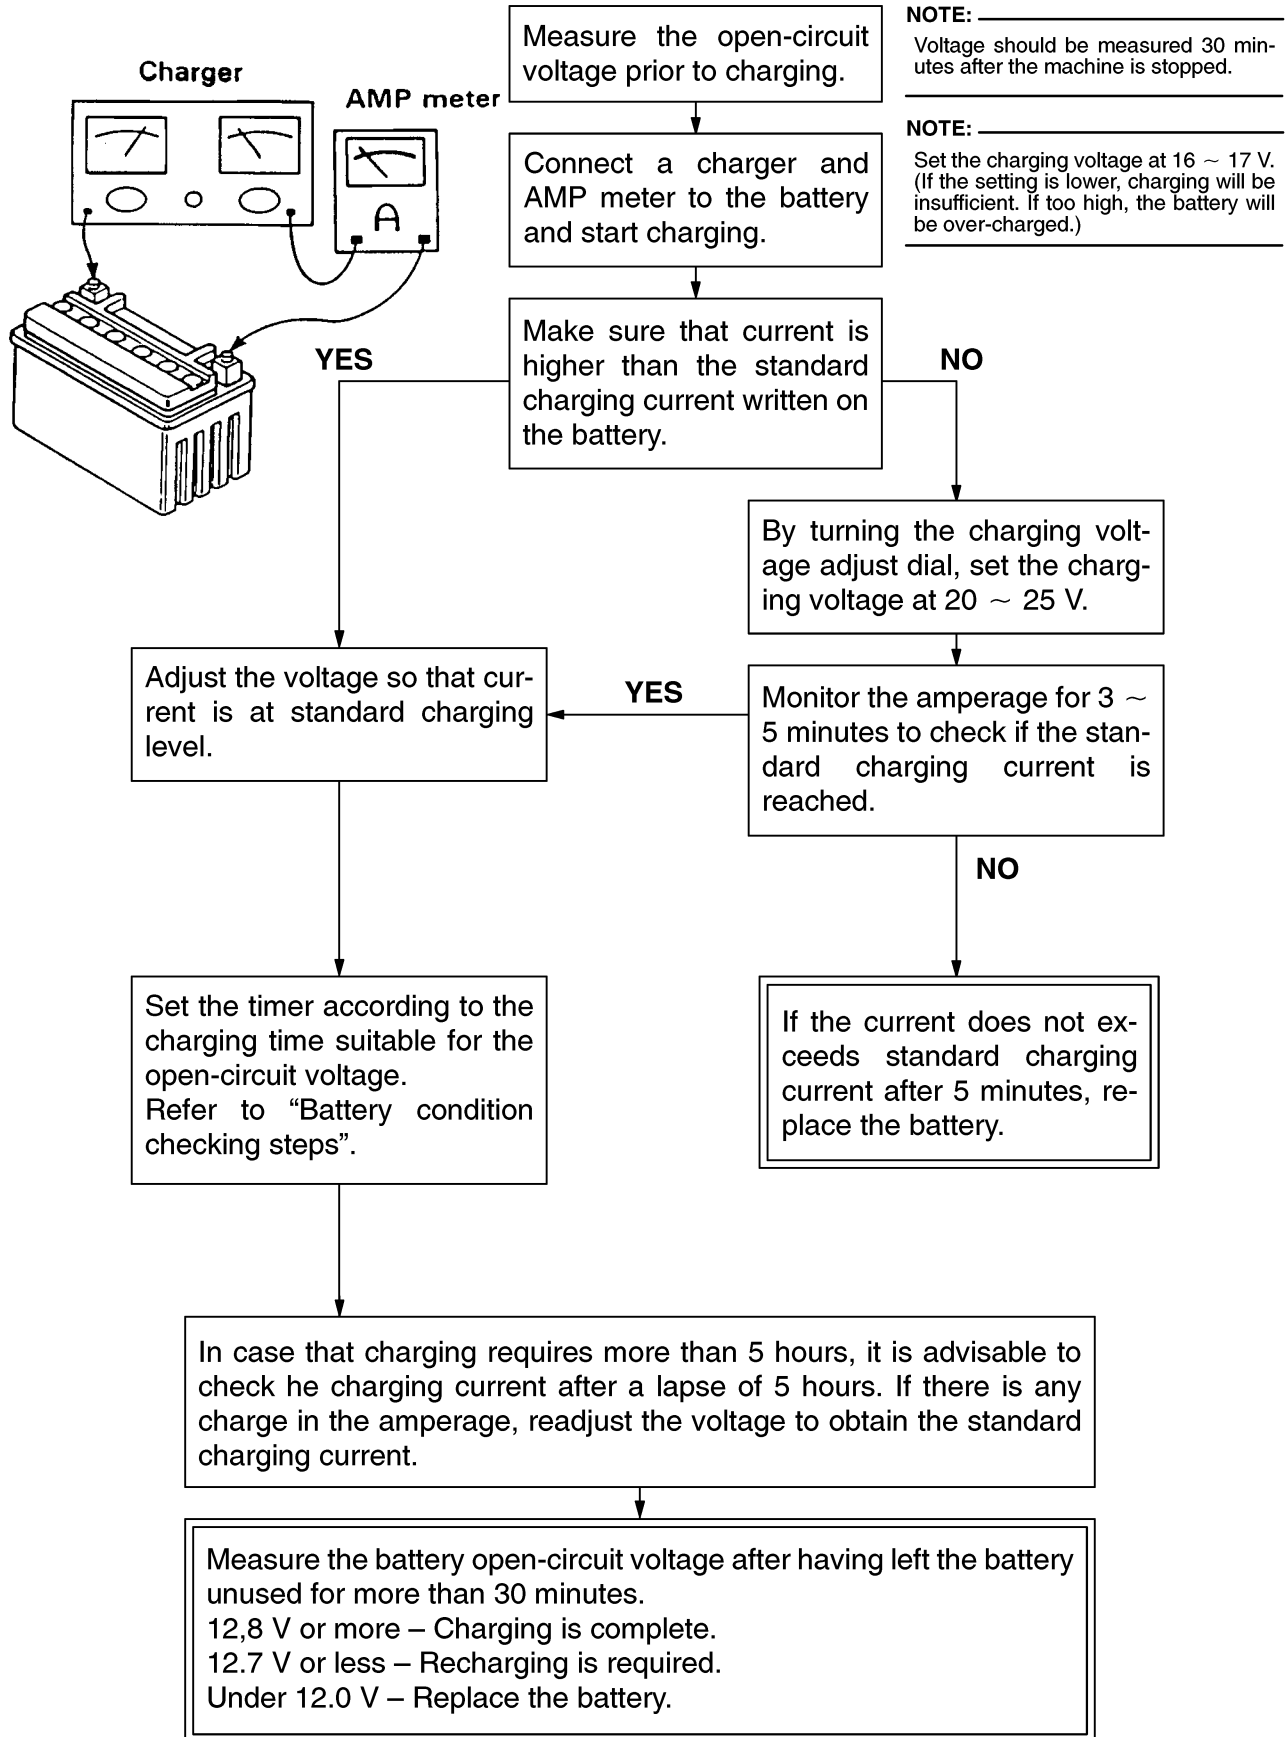 Charger
AMP meter
A
Measure the open-circuit
voltage prior to charging.
NOTE:
Voltage should be measured 30 min-
utes after the machine is stopped.
Connect a charger and
AMP meter to the battery
and start charging.
NOTE:
Set the charging voltage at 16 ~ 17 V.
(If the setting is lower, charging will be
insufficient. If too high, the battery will
be over-charged.)
Make sure that current is
higher than the standard
charging current written on
the battery.
YES
NO
By turning the charging volt-
age adjust dial, set the charg-
ing voltage at 20 ~ 25 V.
Adjust the voltage so that cur-
rent is at standard charging
level.
YES
Monitor the amperage for 3 ~
5 minutes to check if the stan-
dard charging current is
reached.
NO
Set the timer according to the
charging time suitable for the
open-circuit voltage.
Refer to “Battery condition
checking steps”.
If the current does not ex-
ceeds standard charging
current after 5 minutes, re-
place the battery.
In case that charging requires more than 5 hours, it is advisable to
check he charging current after a lapse of 5 hours. If there is any
charge in the amperage, readjust the voltage to obtain the standard
charging current.
Measure the battery open-circuit voltage after having left the battery
unused for more than 30 minutes.
12,8 V or more – Charging is complete.
12.7 V or less – Recharging is required.
Under 12.0 V – Replace the battery.